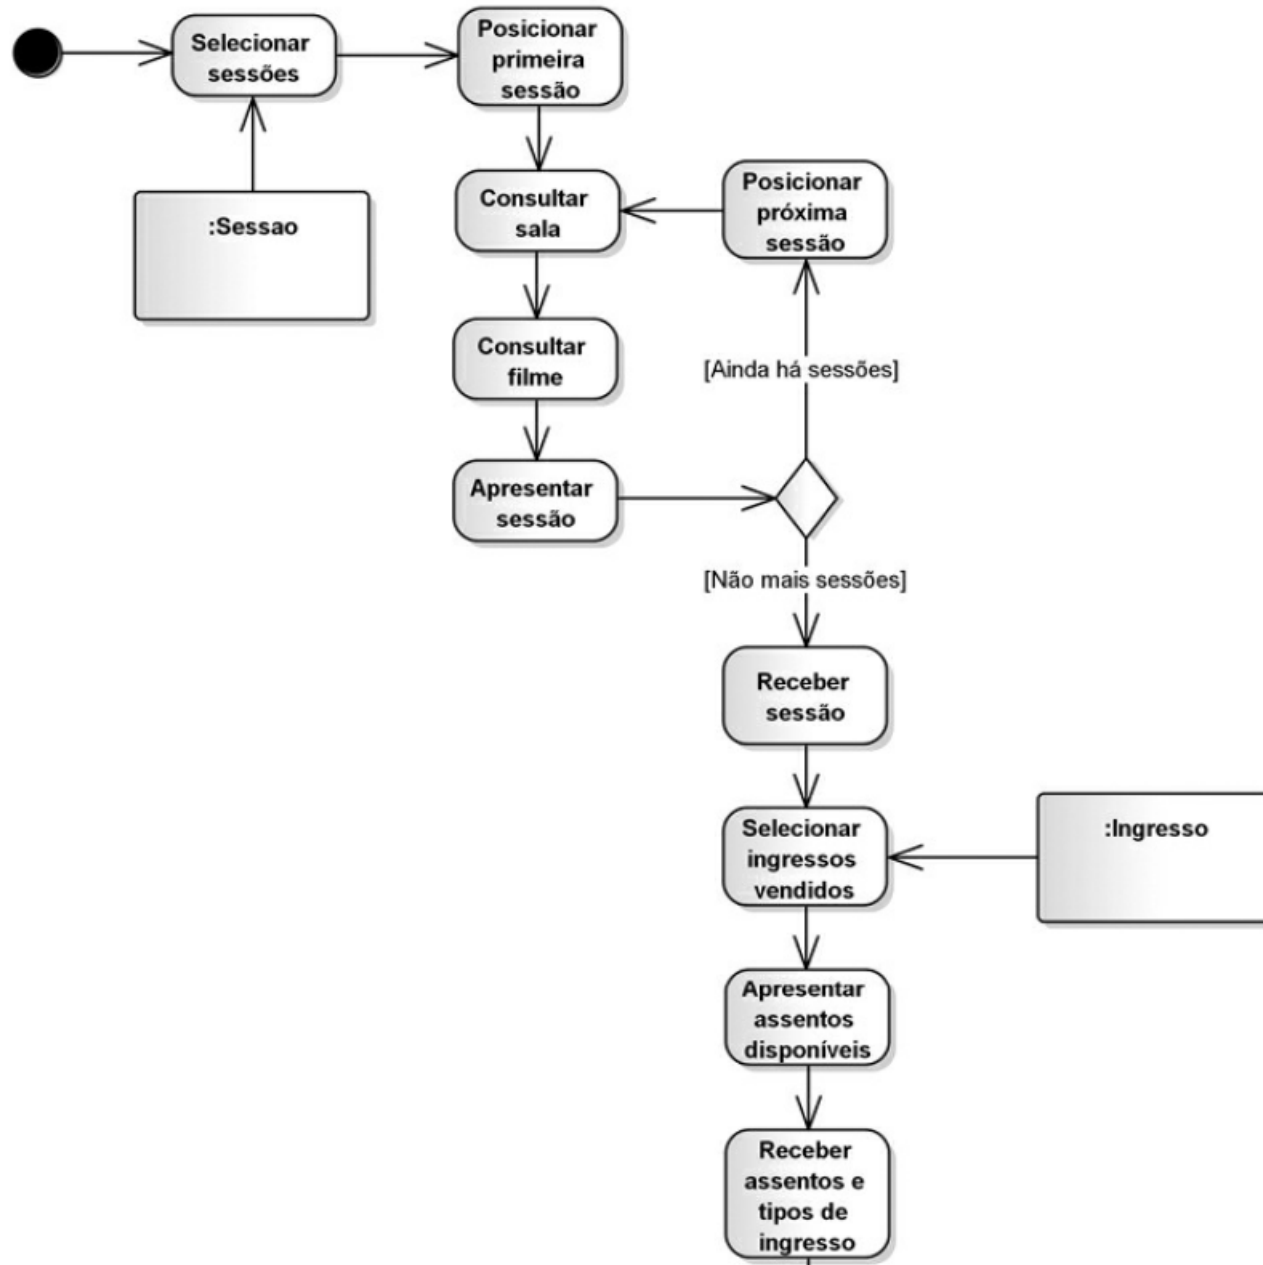 Selecionar
sessões
Posicionar
primeira
sessão
:Sessao
Consultar
sala
Posicionar
próxima
sessão
Consultar
filme
[Ainda há sessões]
Apresentar
sessão
[Não mais sessões]
Receber
sessão
Selecionar
ingressos
vendidos
:Ingresso
Apresentar
assentos
disponíveis
Receber
assentos e
tipos de
ingresso